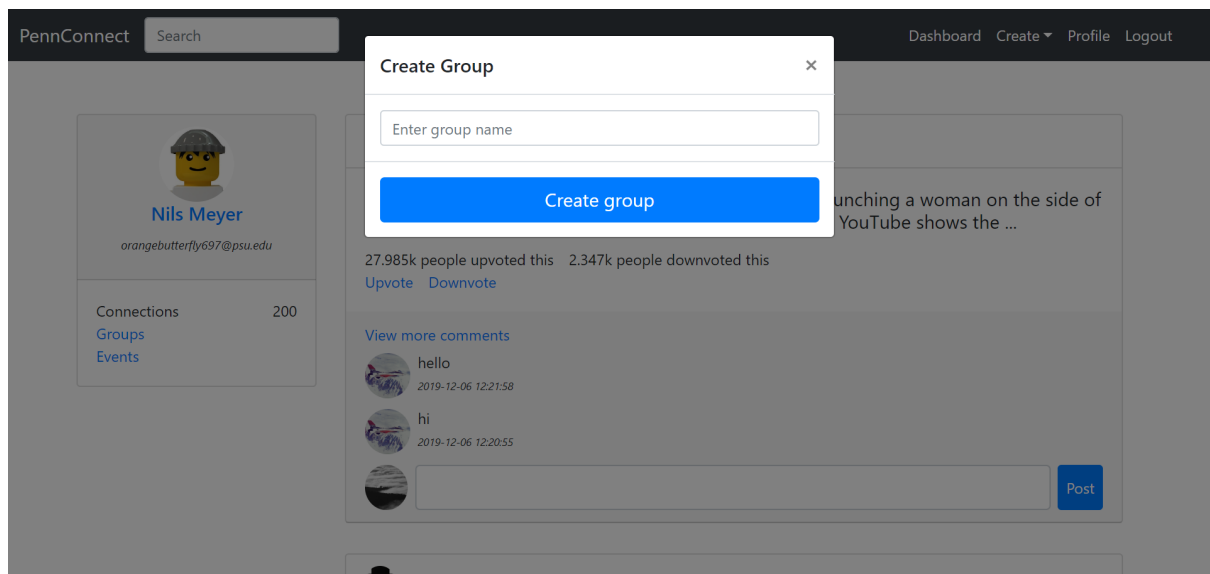 PennConnect Search Dashboard Create Profile Logout
Create Group ×
Enter group name
Create group
Nils Meyer
orangebutterfly697@psu.edu
Connections 200
Groups
Events
unching a woman on the side of
YouTube shows the ...
27.985k people upvoted this 2.347k people downvoted this
Upvote Downvote
View more comments
hello
2019-12-06 12:21:58
hi
2019-12-06 12:20:55
Post